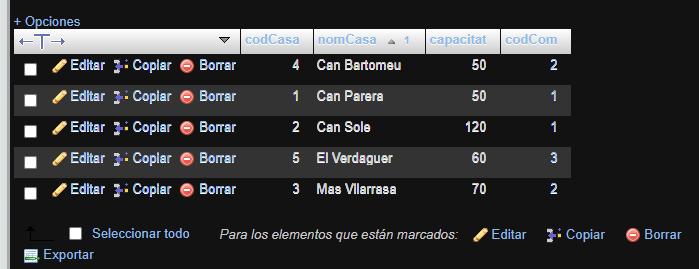 + Opciones
codCasa nomCasa 1 capacitat codCom
Editar Copiar Borrar 4 Can Bartomeu 50 2
Editar Copiar Borrar 1 Can Parera 50 1
Editar Copiar Borrar 2 Can Sole 120 1
Editar Copiar Borrar 5 El Verdaguer 60 3
Editar Copiar Borrar 3 Mas Vilarrasa 70 2
Seleccionar todo Para los elementos que están marcados: Editar Copiar Borrar
Exportar